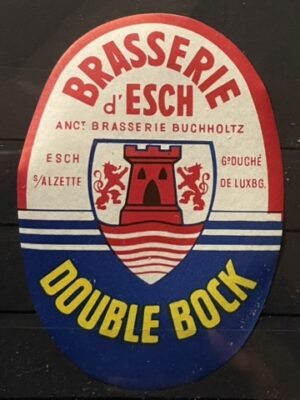 BRASSERIE
d'ESCH
ANCT BRASSERIE BUCHHOLTZ
ESCH
S/ALZETTE
GD DUCHÉ
DE LUXBG.
DOUBLE BOCK